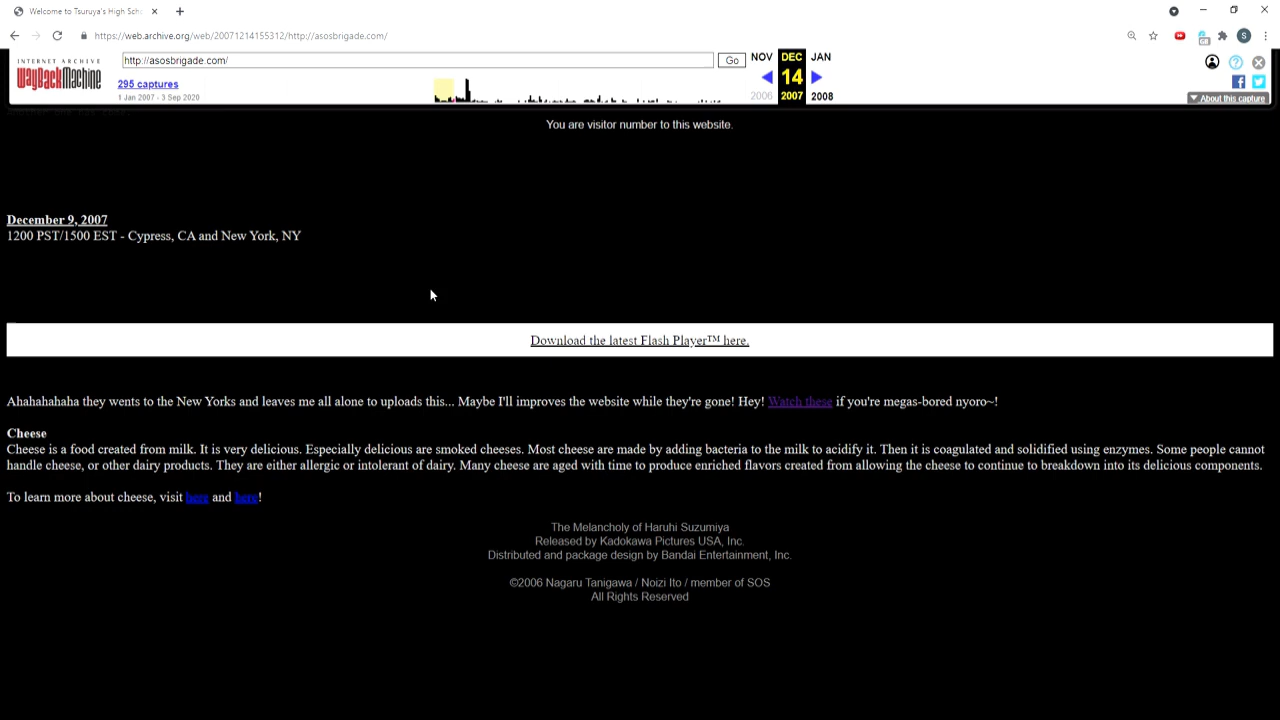 Welcome to Tsuruya's High Sch
https://web.archive.org/web/20071214155312/http://asosbrigade.com/
INTERNET ARCHIVE
WayBackMachine
http://asosbrigade.com/
Go
NOV DEC JAN
295 captures
14
1 Jan 2007 - 3 Sep 2020
2006 2007 2008
About this capture
You are visitor number to this website.
December 9, 2007
1200 PST/1500 EST - Cypress, CA and New York, NY
Download the latest Flash Player™ here.
Ahahahahaha they wents to the New Yorks and leaves me all alone to uploads this... Maybe I'll improves the website while they're gone! Hey! Watch these if you're megas-bored nyoro~!
Cheese
Cheese is a food created from milk. It is very delicious. Especially delicious are smoked cheeses. Most cheese are made by adding bacteria to the milk to acidify it. Then it is coagulated and solidified using enzymes. Some people cannot
handle cheese, or other dairy products. They are either allergic or intolerant of dairy. Many cheese are aged with time to produce enriched flavors created from allowing the cheese to continue to breakdown into its delicious components.
To learn more about cheese, visit here and here!
The Melancholy of Haruhi Suzumiya
Released by Kadokawa Pictures USA, Inc.
Distributed and package design by Bandai Entertainment, Inc.
©2006 Nagaru Tanigawa / Noizi Ito / member of SOS
All Rights Reserved